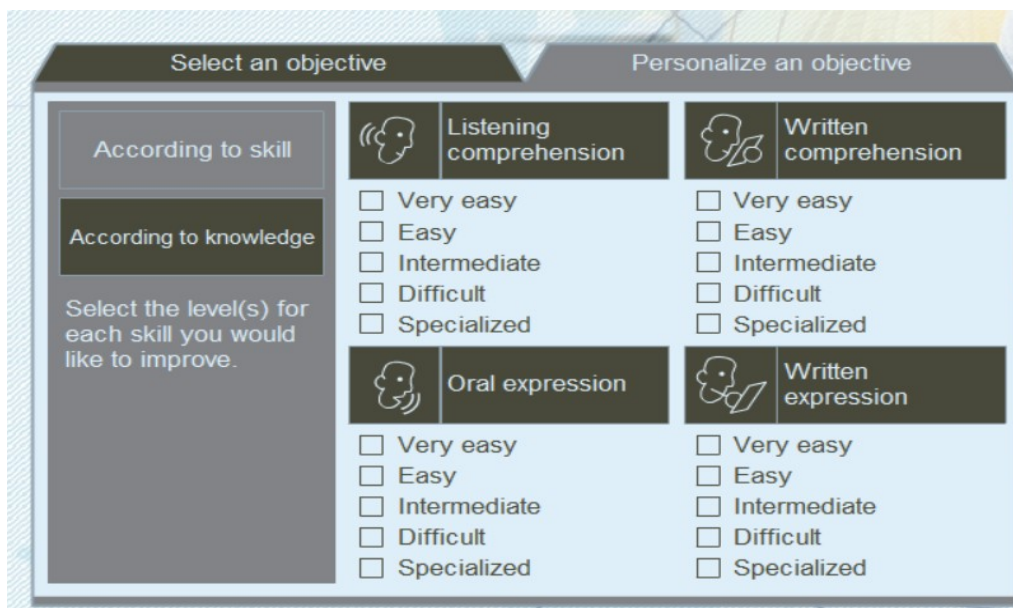 Select an objective
Personalize an objective
According to skill
According to knowledge
Select the level(s) for
each skill you would
like to improve.
Listening
comprehension
Very easy
Easy
Intermediate
Difficult
Specialized
Written
comprehension
Very easy
Easy
Intermediate
Difficult
Specialized
Oral expression
Very easy
Easy
Intermediate
Difficult
Specialized
Written
expression
Very easy
Easy
Intermediate
Difficult
Specialized